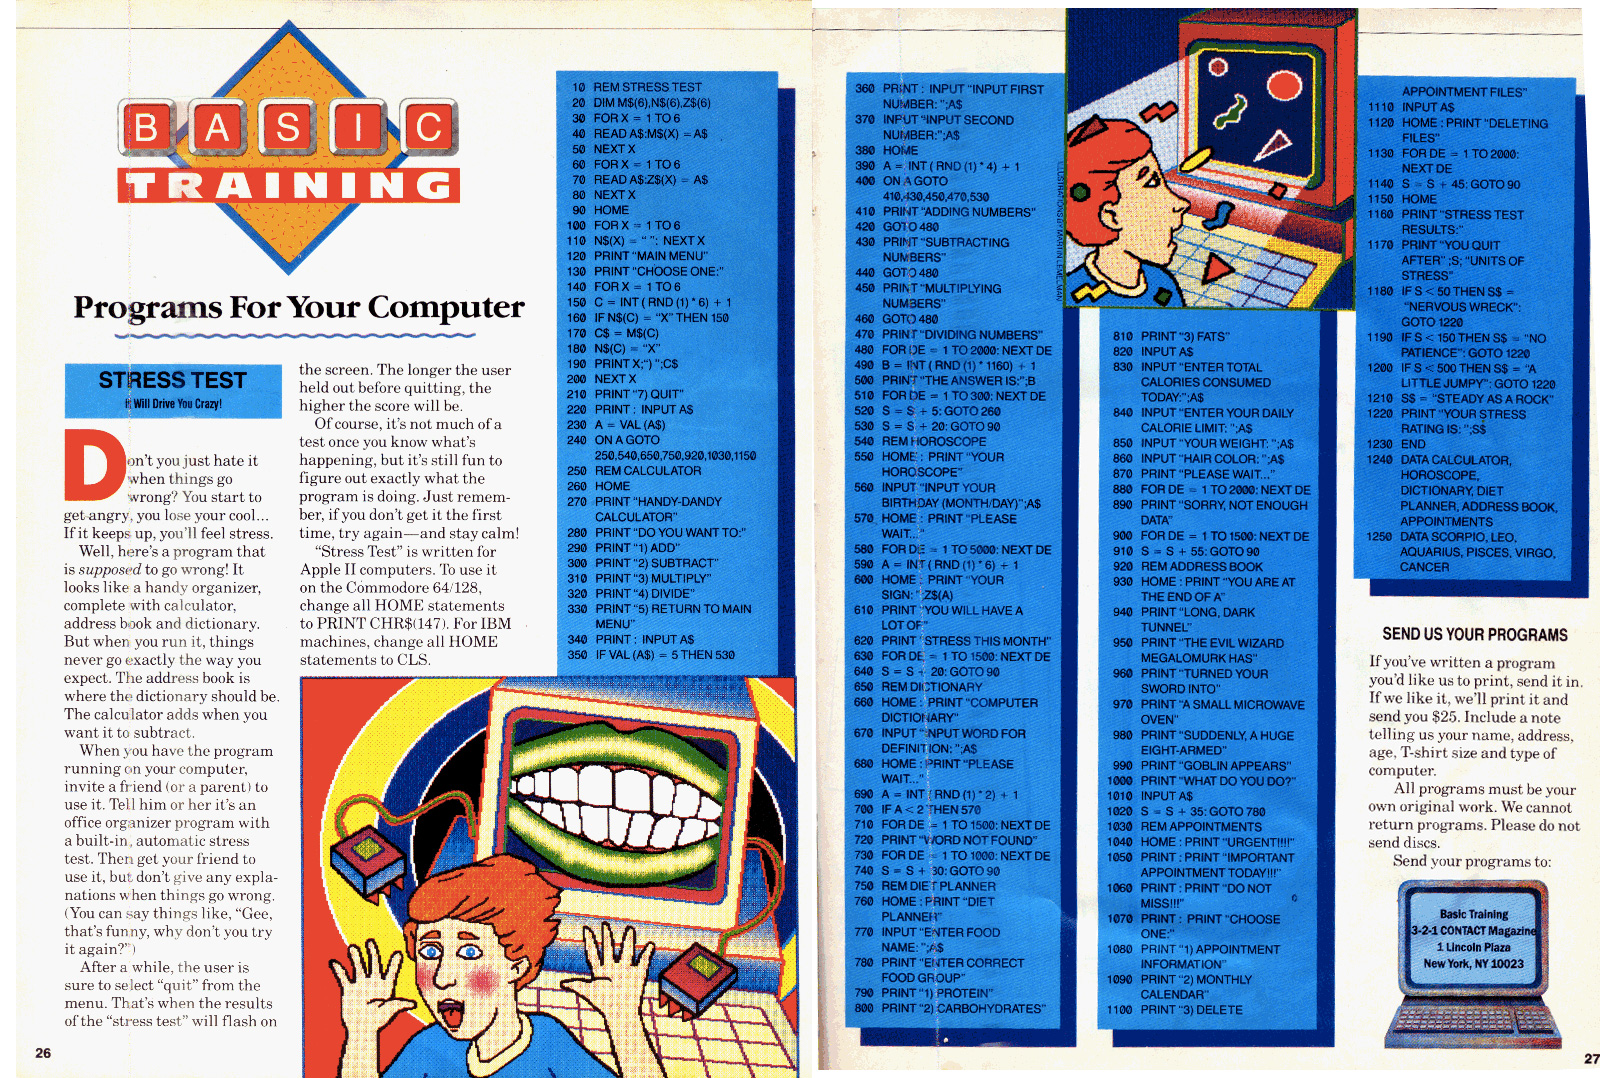 BASIC
TRAINING
Programs For Your Computer
STRESS TEST
It Will Drive You Crazy!
Don't you just hate it
when things go
wrong? You start to
get angry, you lose your cool...
If it keeps up, you'll feel stress.
Well, here's a program that
is supposed to go wrong! It
looks like a handy organizer,
complete with calculator,
address book and dictionary.
But when you run it, things
never go exactly the way you
expect. The address book is
where the dictionary should be.
The calculator adds when you
want it to subtract.
When you have the program
running on your computer,
invite a friend (or a parent) to
use it. Tell him or her it's an
office organizer program with
a built-in, automatic stress
test. Then get your friend to
use it, but don't give any expla-
nations when things go wrong.
(You can say things like, "Gee,
that's funny, why don't you try
it again?")
After a while, the user is
sure to select "quit" from the
menu. That's when the results
of the "stress test" will flash on
the screen. The longer the user
held out before quitting, the
higher the score will be.
Of course, it's not much of a
test once you know what's
happening, but it's still fun to
figure out exactly what the
program is doing. Just remem-
ber, if you don't get it the first
time, try again—and stay calm!
"Stress Test" is written for
Apple II computers. To use it
on the Commodore 64/128,
change all HOME statements
to PRINT CHR$(147). For IBM
machines, change all HOME
statements to CLS.
10 REM STRESS TEST
20 DIM M$(6),N$(6),Z$(6)
30 FOR X = 1 TO 6
40 READ A$:M$(X) = A$
50 NEXT X
60 FOR X = 1 TO 6
70 READ A$:Z$(X) = A$
80 NEXT X
90 HOME
100 FOR X = 1 TO 6
110 N$(X) = " ": NEXT X
120 PRINT "MAIN MENU"
130 PRINT "CHOOSE ONE:"
140 FOR X = 1 TO 6
150 C = INT ( RND (1) * 6) + 1
160 IF N$(C) = "X" THEN 150
170 C$ = M$(C)
180 N$(C) = "X"
190 PRINT X;") ";C$
200 NEXT X
210 PRINT "7) QUIT"
220 PRINT : INPUT A$
230 A = VAL (A$)
240 ON A GOTO
250,540,650,750,920,1030,1150
250 REM CALCULATOR
260 HOME
270 PRINT "HANDY-DANDY
CALCULATOR"
280 PRINT "DO YOU WANT TO:"
290 PRINT "1) ADD"
300 PRINT "2) SUBTRACT"
310 PRINT "3) MULTIPLY"
320 PRINT "4) DIVIDE"
330 PRINT "5) RETURN TO MAIN
MENU"
340 PRINT : INPUT A$
350 IF VAL (A$) = 5 THEN 530
26
360 PRINT : INPUT "INPUT FIRST
NUMBER: ";A$
370 INPUT "INPUT SECOND
NUMBER:";A$
380 HOME
390 A = INT ( RND (1) * 4) + 1
400 ON A GOTO
410,430,450,470,530
410 PRINT "ADDING NUMBERS"
420 GOTO 480
430 PRINT "SUBTRACTING
NUMBERS"
440 GOTO 480
450 PRINT "MULTIPLYING
NUMBERS"
460 GOTO 480
470 PRINT "DIVIDING NUMBERS"
480 FOR DE = 1 TO 2000: NEXT DE
490 B = INT ( RND (1) * 1160) + 1
500 PRINT "THE ANSWER IS:";B
510 FOR DE = 1 TO 300: NEXT DE
520 S = S + 5: GOTO 260
530 S = S + 20: GOTO 90
540 REM HOROSCOPE
550 HOME : PRINT "YOUR
HOROSCOPE"
560 INPUT "INPUT YOUR
BIRTHDAY (MONTH/DAY)";A$
570 HOME : PRINT "PLEASE
WAIT..."
580 FOR DE = 1 TO 5000: NEXT DE
590 A = INT ( RND (1) * 6) + 1
600 HOME : PRINT "YOUR
SIGN: ";Z$(A)
610 PRINT "YOU WILL HAVE A
LOT OF"
620 PRINT "STRESS THIS MONTH"
630 FOR DE = 1 TO 1500: NEXT DE
640 S = S + 20: GOTO 90
650 REM DICTIONARY
660 HOME : PRINT "COMPUTER
DICTIONARY"
670 INPUT "INPUT WORD FOR
DEFINITION: ";A$
680 HOME : PRINT "PLEASE
WAIT..."
690 A = INT ( RND (1) * 2) + 1
700 IF A < 2 THEN 570
710 FOR DE = 1 TO 1500: NEXT DE
720 PRINT "WORD NOT FOUND"
730 FOR DE = 1 TO 1000: NEXT DE
740 S = S + 30: GOTO 90
750 REM DIET PLANNER
760 HOME : PRINT "DIET
PLANNER"
770 INPUT "ENTER FOOD
NAME: ";A$
780 PRINT "ENTER CORRECT
FOOD GROUP"
790 PRINT "1) PROTEIN"
800 PRINT "2) CARBOHYDRATES"
ILLUSTRATIONS BY MARTIN LEMELMAN
810 PRINT "3) FATS"
820 INPUT A$
830 INPUT "ENTER TOTAL
CALORIES CONSUMED
TODAY:";A$
840 INPUT "ENTER YOUR DAILY
CALORIE LIMIT: ";A$
850 INPUT "YOUR WEIGHT: ";A$
860 INPUT "HAIR COLOR: ";A$
870 PRINT "PLEASE WAIT..."
880 FOR DE = 1 TO 2000: NEXT DE
890 PRINT "SORRY, NOT ENOUGH
DATA"
900 FOR DE = 1 TO 1500: NEXT DE
910 S = S + 55: GOTO 90
920 REM ADDRESS BOOK
930 HOME : PRINT "YOU ARE AT
THE END OF A"
940 PRINT "LONG, DARK
TUNNEL"
950 PRINT "THE EVIL WIZARD
MEGALOMURK HAS"
960 PRINT "TURNED YOUR
SWORD INTO"
970 PRINT "A SMALL MICROWAVE
OVEN"
980 PRINT "SUDDENLY, A HUGE
EIGHT-ARMED"
990 PRINT "GOBLIN APPEARS"
1000 PRINT "WHAT DO YOU DO?"
1010 INPUT A$
1020 S = S + 35: GOTO 780
1030 REM APPOINTMENTS
1040 HOME : PRINT "URGENT!!!!"
1050 PRINT : PRINT "IMPORTANT
APPOINTMENT TODAY!!!"
1060 PRINT : PRINT "DO NOT
MISS!!!"
1070 PRINT : PRINT "CHOOSE
ONE:"
1080 PRINT "1) APPOINTMENT
INFORMATION"
1090 PRINT "2) MONTHLY
CALENDAR"
1100 PRINT "3) DELETE
APPOINTMENT FILES"
1110 INPUT A$
1120 HOME : PRINT "DELETING
FILES"
1130 FOR DE = 1 TO 2000:
NEXT DE
1140 S = S + 45: GOTO 90
1150 HOME
1160 PRINT "STRESS TEST
RESULTS:"
1170 PRINT "YOU QUIT
AFTER" ;S; "UNITS OF
STRESS"
1180 IF S < 50 THEN S$ =
"NERVOUS WRECK":
GOTO 1220
1190 IF S < 150 THEN S$ = "NO
PATIENCE": GOTO 1220
1200 IF S < 500 THEN S$ = "A
LITTLE JUMPY": GOTO 1220
1210 S$ = "STEADY AS A ROCK"
1220 PRINT "YOUR STRESS
RATING IS: ";S$
1230 END
1240 DATA CALCULATOR,
HOROSCOPE,
DICTIONARY, DIET
PLANNER, ADDRESS BOOK,
APPOINTMENTS
1250 DATA SCORPIO, LEO,
AQUARIUS, PISCES, VIRGO,
CANCER
SEND US YOUR PROGRAMS
If you've written a program
you'd like us to print, send it in.
If we like it, we'll print it and
send you $25. Include a note
telling us your name, address,
age, T-shirt size and type of
computer.
All programs must be your
own original work. We cannot
return programs. Please do not
send discs.
Send your programs to:
Basic Training
3-2-1 CONTACT Magazine
1 Lincoln Plaza
New York, NY 10023
27